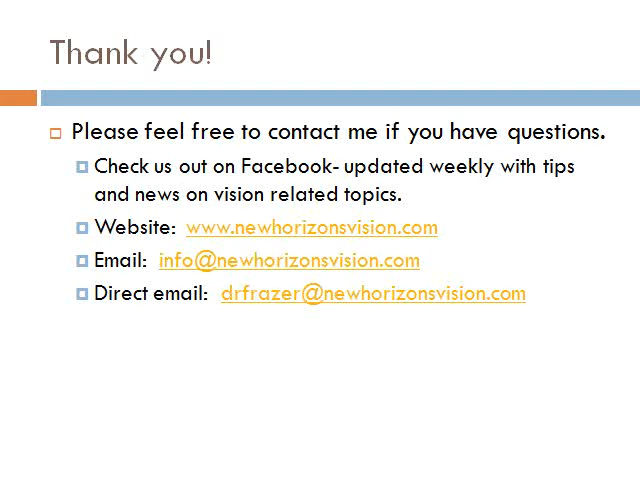 Thank you!
Please feel free to contact me if you have questions.
Check us out on Facebook- updated weekly with tips
and news on vision related topics.
Website: www.newhorizonsvision.com
Email: info@newhorizonsvision.com
Direct email: drfrazer@newhorizonsvision.com